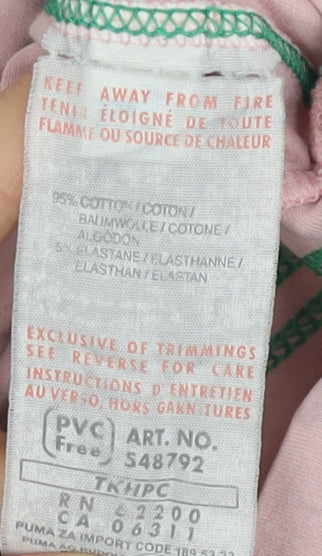 KEEP AWAY FROM FIRE
TENIR ÉLOIGNÉ DE TOUTE
FLAMME OU SOURCE DE CHALEUR
95% COTTON / COTON /
BAUMWOLLE / COTONE /
ALGODÓN
5% ELASTANE / ELASTHANNE /
ELASTHAN / ELASTAN
EXCLUSIVE OF TRIMMINGS
SEE REVERSE FOR CARE
INSTRUCTIONS D'ENTRETIEN
AU VERSO, HORS GARNITURES
PVC Free
ART. NO.
548792
TKHPC
RN 62200
CA 06311
PUMA ZA IMPORT CODE